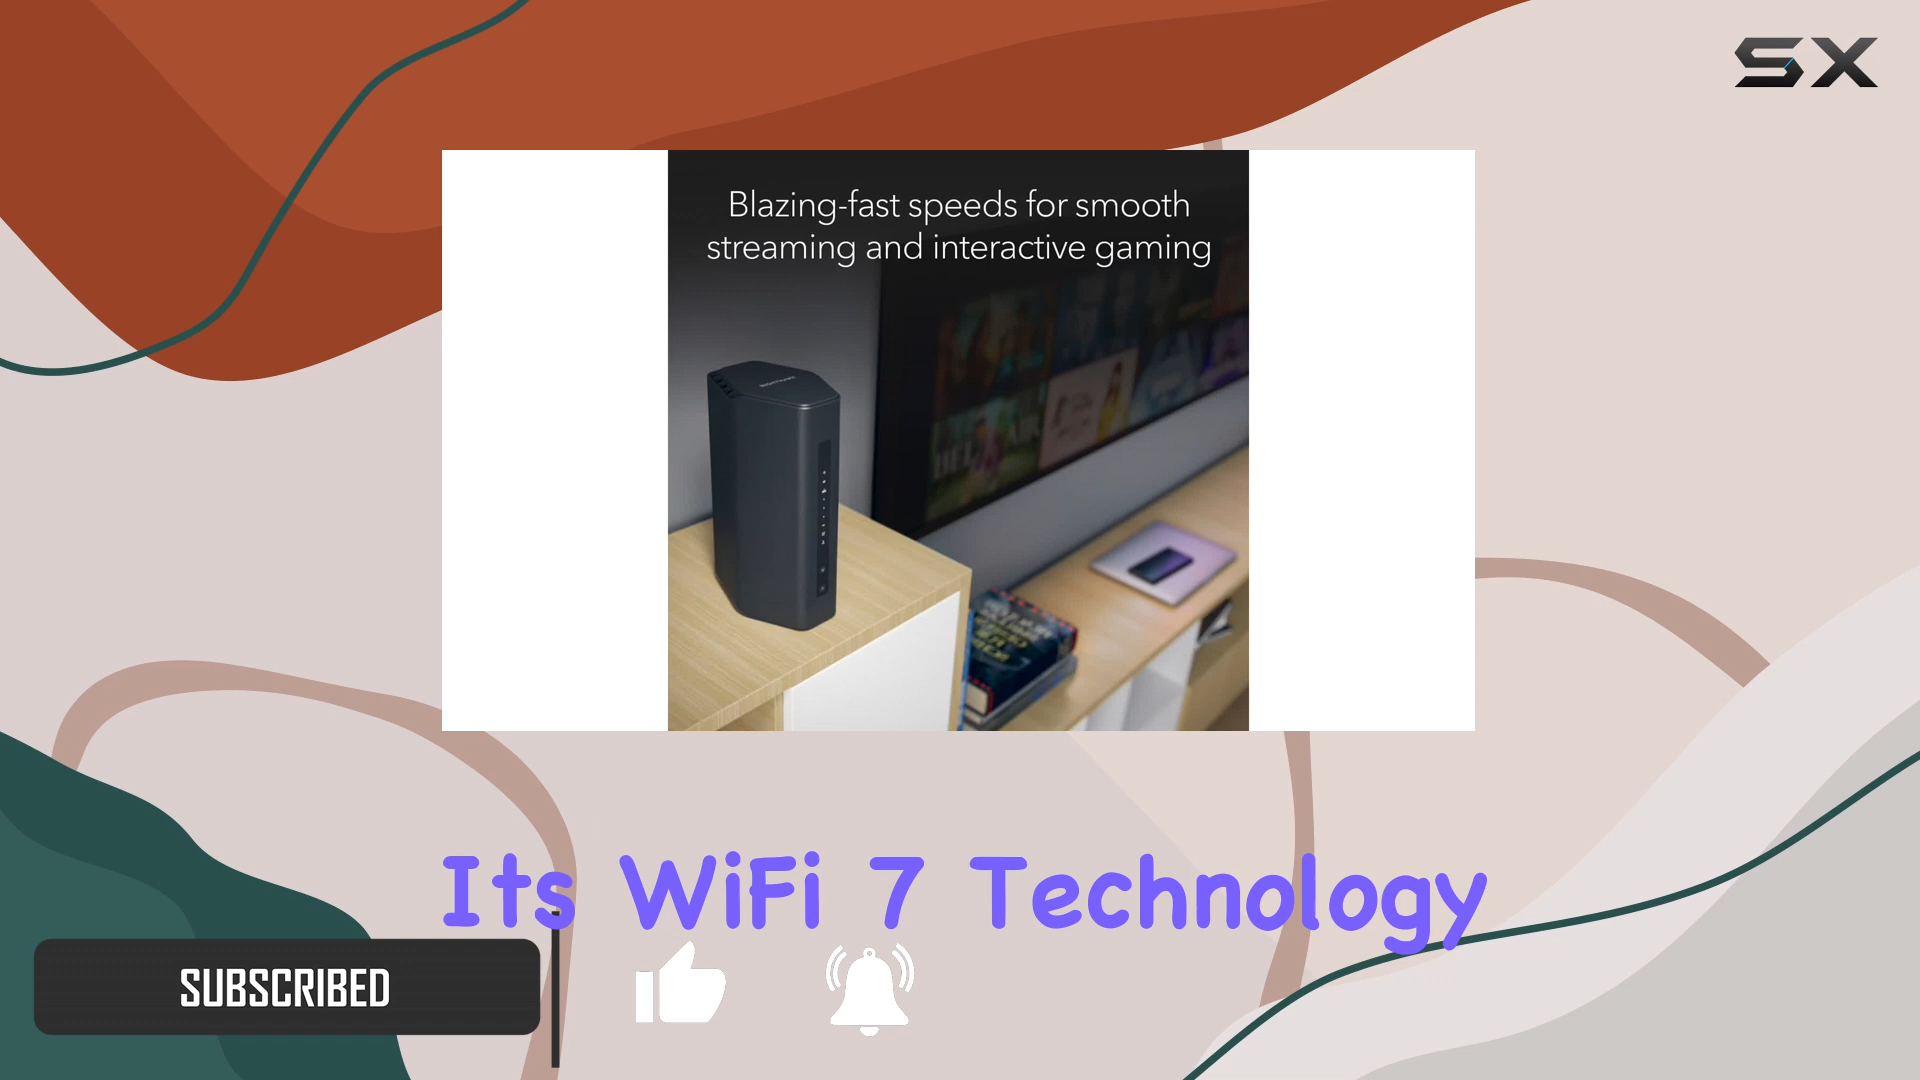 SX
Blazing-fast speeds for smooth
streaming and interactive gaming
Its WiFi 7 Technology
SUBSCRIBED